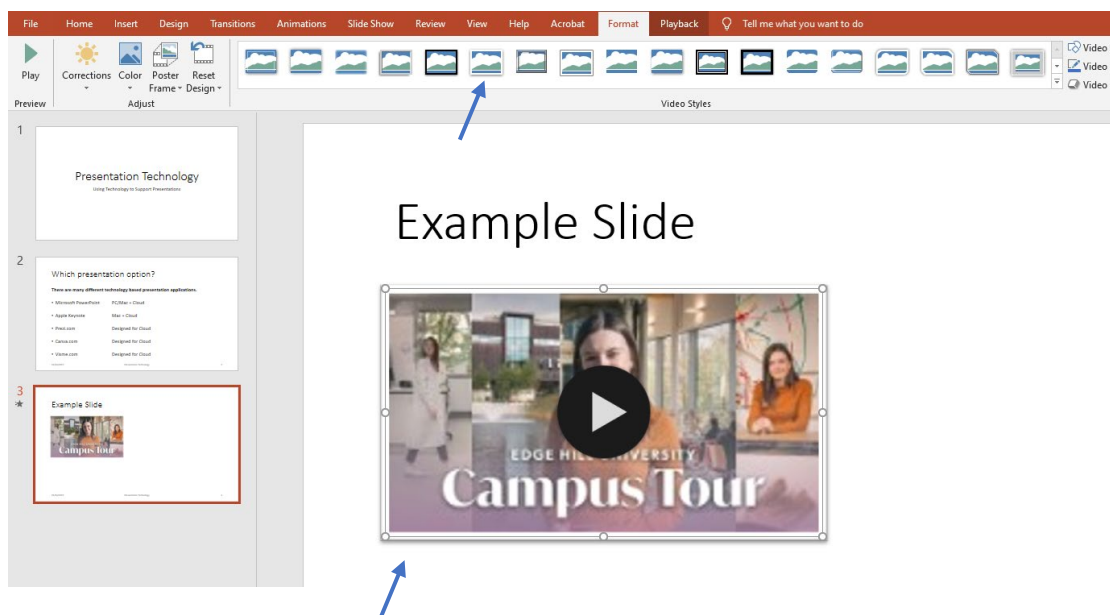 File Home Insert Design Transitions Animations Slide Show Review View Help Acrobat Format Playback Tell me what you want to do
Play Corrections Color Poster Frame Reset Design
Video
Video
Video
Preview Adjust Video Styles
1
Presentation Technology
Using Technology to Support Presentations
2
Which presentation option?
There are many different technology based presentation applications.
• Microsoft PowerPoint PC/Mac + Cloud
• Apple Keynote Mac + Cloud
• Prezi.com Designed for Cloud
• Canva.com Designed for Cloud
• Visme.com Designed for Cloud
3
Example Slide
Campus Tour
Example Slide
EDGE HILL UNIVERSITY
Campus Tour